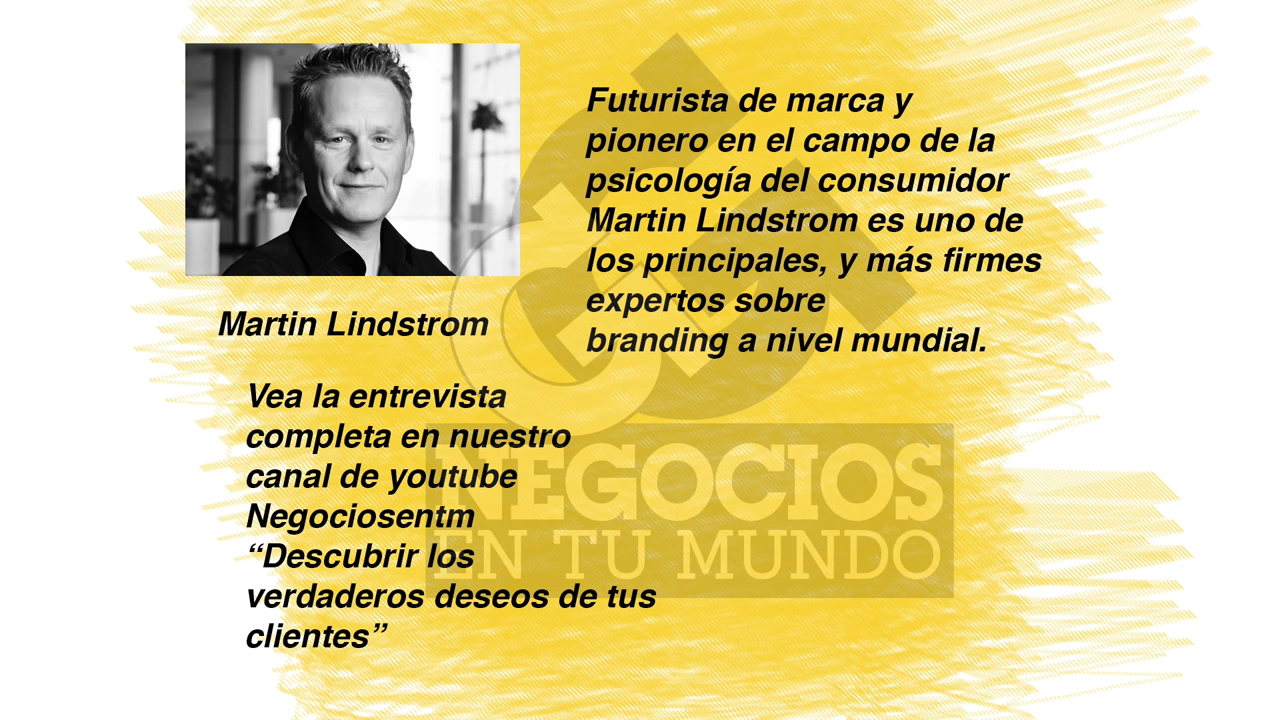 Martin Lindstrom
Vea la entrevista
completa en nuestro
canal de youtube
Negociosentm
“Descubrir los
verdaderos deseos de tus
clientes”
Futurista de marca y
pionero en el campo de la
psicología del consumidor
Martin Lindstrom es uno de
los principales, y más firmes
expertos sobre
branding a nivel mundial.
NEGOCIOS
EN TU MUNDO